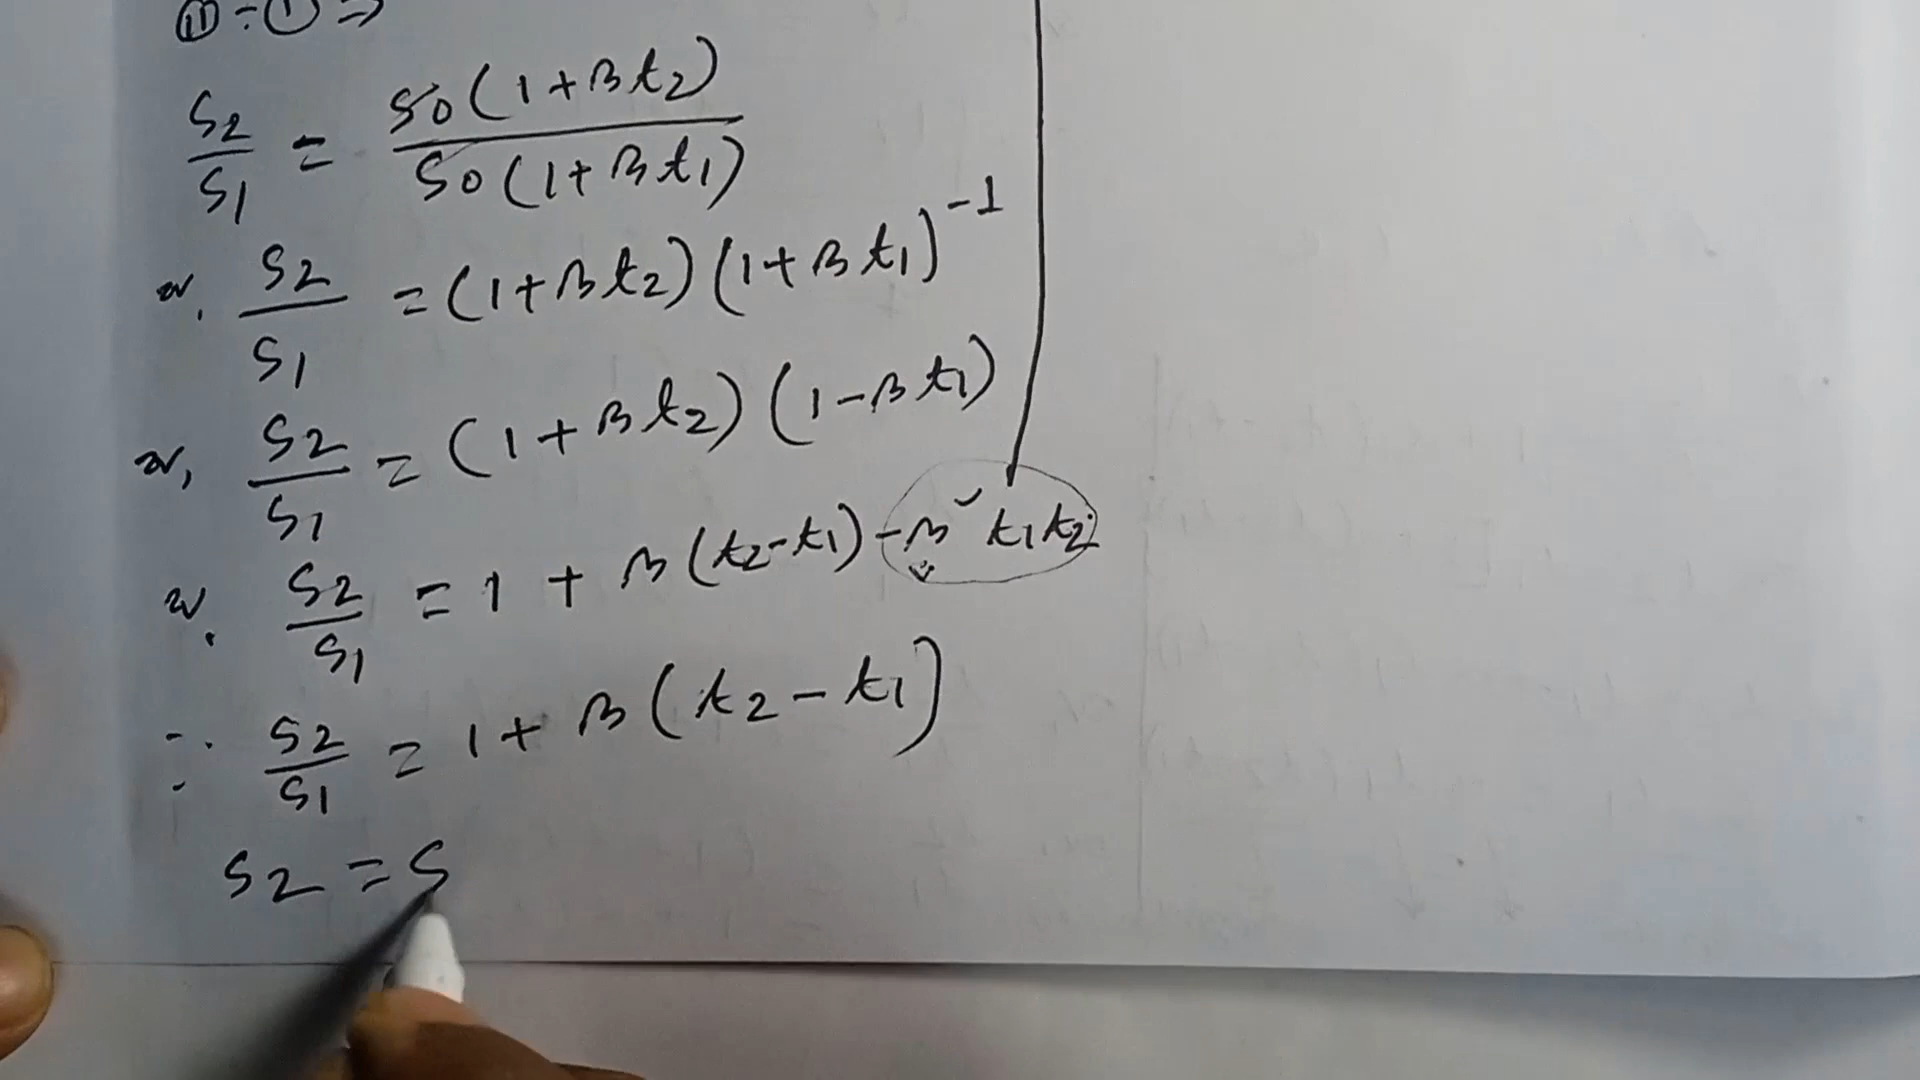 (ii) ÷ (i) ⇒
S2/S1 = S0(1+βt2)/S0(1+βt1)
or, S2/S1 = (1+βt2)(1+βt1)^-1
or, S2/S1 = (1+βt2)(1-βt1)
or, S2/S1 = 1 + β(t2-t1) - β² t1t2
∴ S2/S1 = 1 + β(t2 - t1)
S2 = S